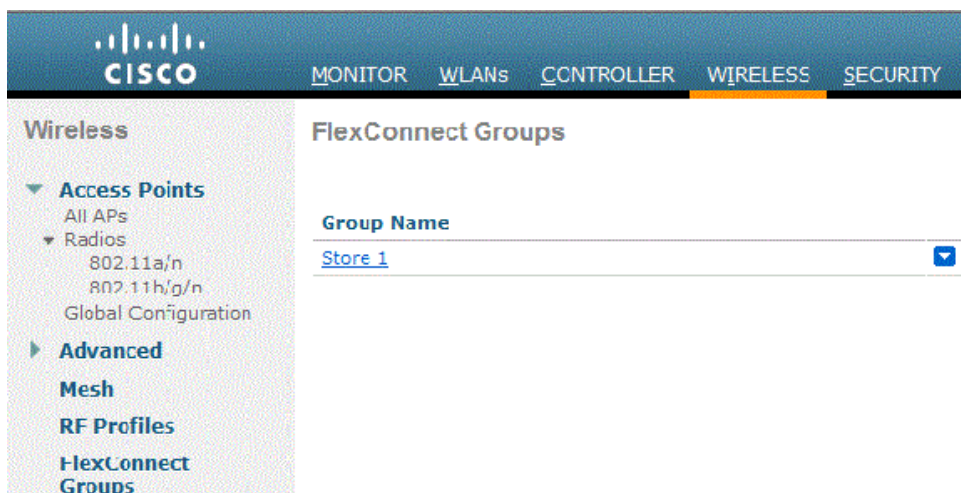 CISCO
MONITOR WLANs CONTROLLER WIRELESS SECURITY
Wireless
Access Points
All APs
Radios
802.11a/n
802.11b/g/n
Global Configuration
Advanced
Mesh
RF Profiles
FlexConnect
Groups
FlexConnect Groups
Group Name
Store 1